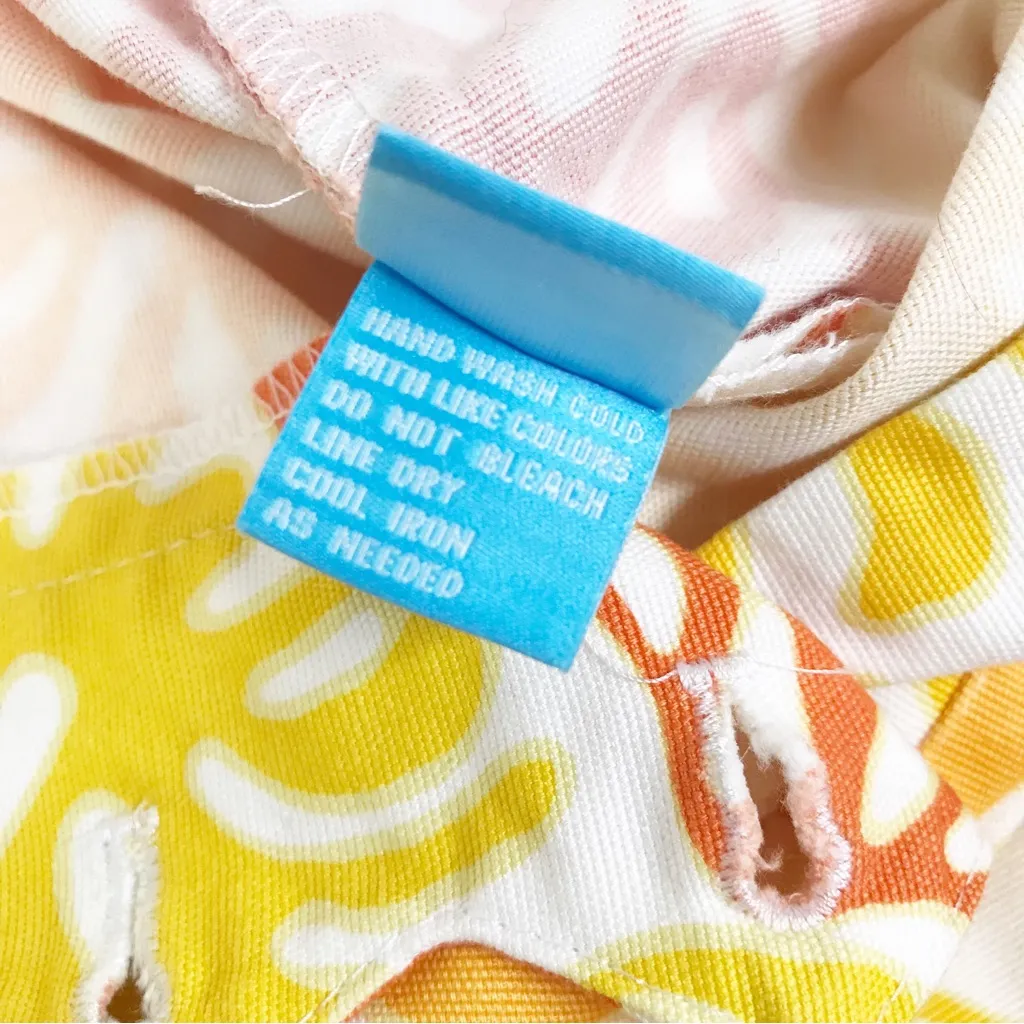 HAND WASH COLD
WITH LIKE COLORS
DO NOT BLEACH
LINE DRY
COOL IRON
AS NEEDED